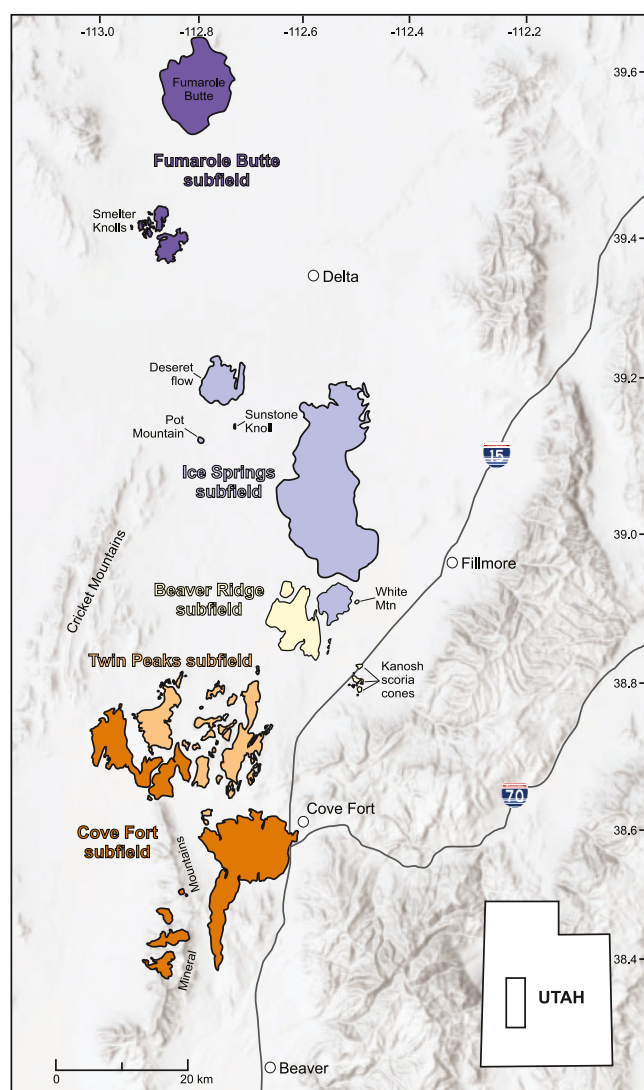 -113.0
-112.8
-112.6
-112.4
-112.2
39.6
Fumarole
Butte
Fumarole Butte
subfield
Smelter
Knolls
39.4
Delta
39.2
Deseret
flow
Pot
Mountain
Sunstone
Knoll
Ice Springs
subfield
15
39.0
Fillmore
Cricket Mountains
Beaver Ridge
subfield
White
Mtn
Twin Peaks subfield
Kanosh
scoria
cones
38.8
70
Cove Fort
38.6
Cove Fort
subfield
Mineral Mountains
38.4
UTAH
0
20 km
Beaver